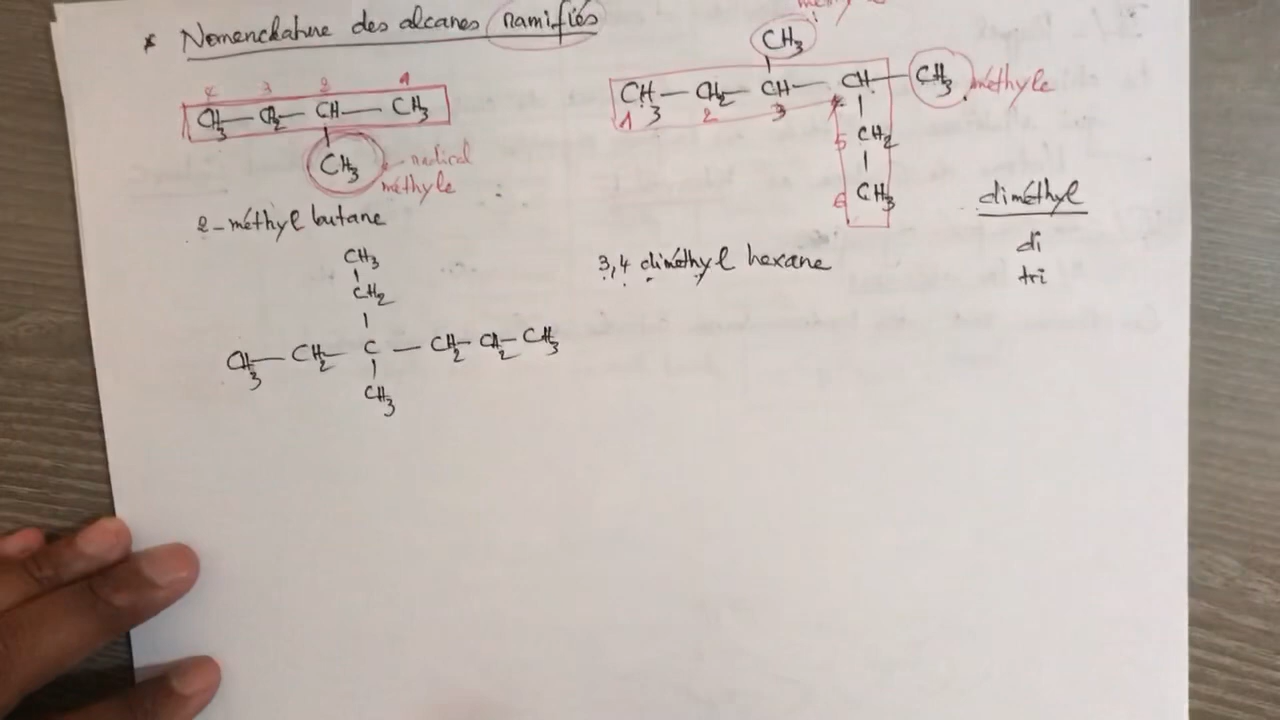 * Nomenclature des alcanes ramifiés
4 3 2 1
CH3 — CH2 — CH — CH3
CH3
radical
méthyle
2-méthyl butane
CH3
CH3 — CH2 — CH — CH — CH3 méthyle
1 2 3 4
5 CH2
6 CH3
3,4 diméthyl hexane
diméthyl
di
tri
CH3
CH2
CH3 — CH2 — C — CH2 — CH2 — CH3
CH3